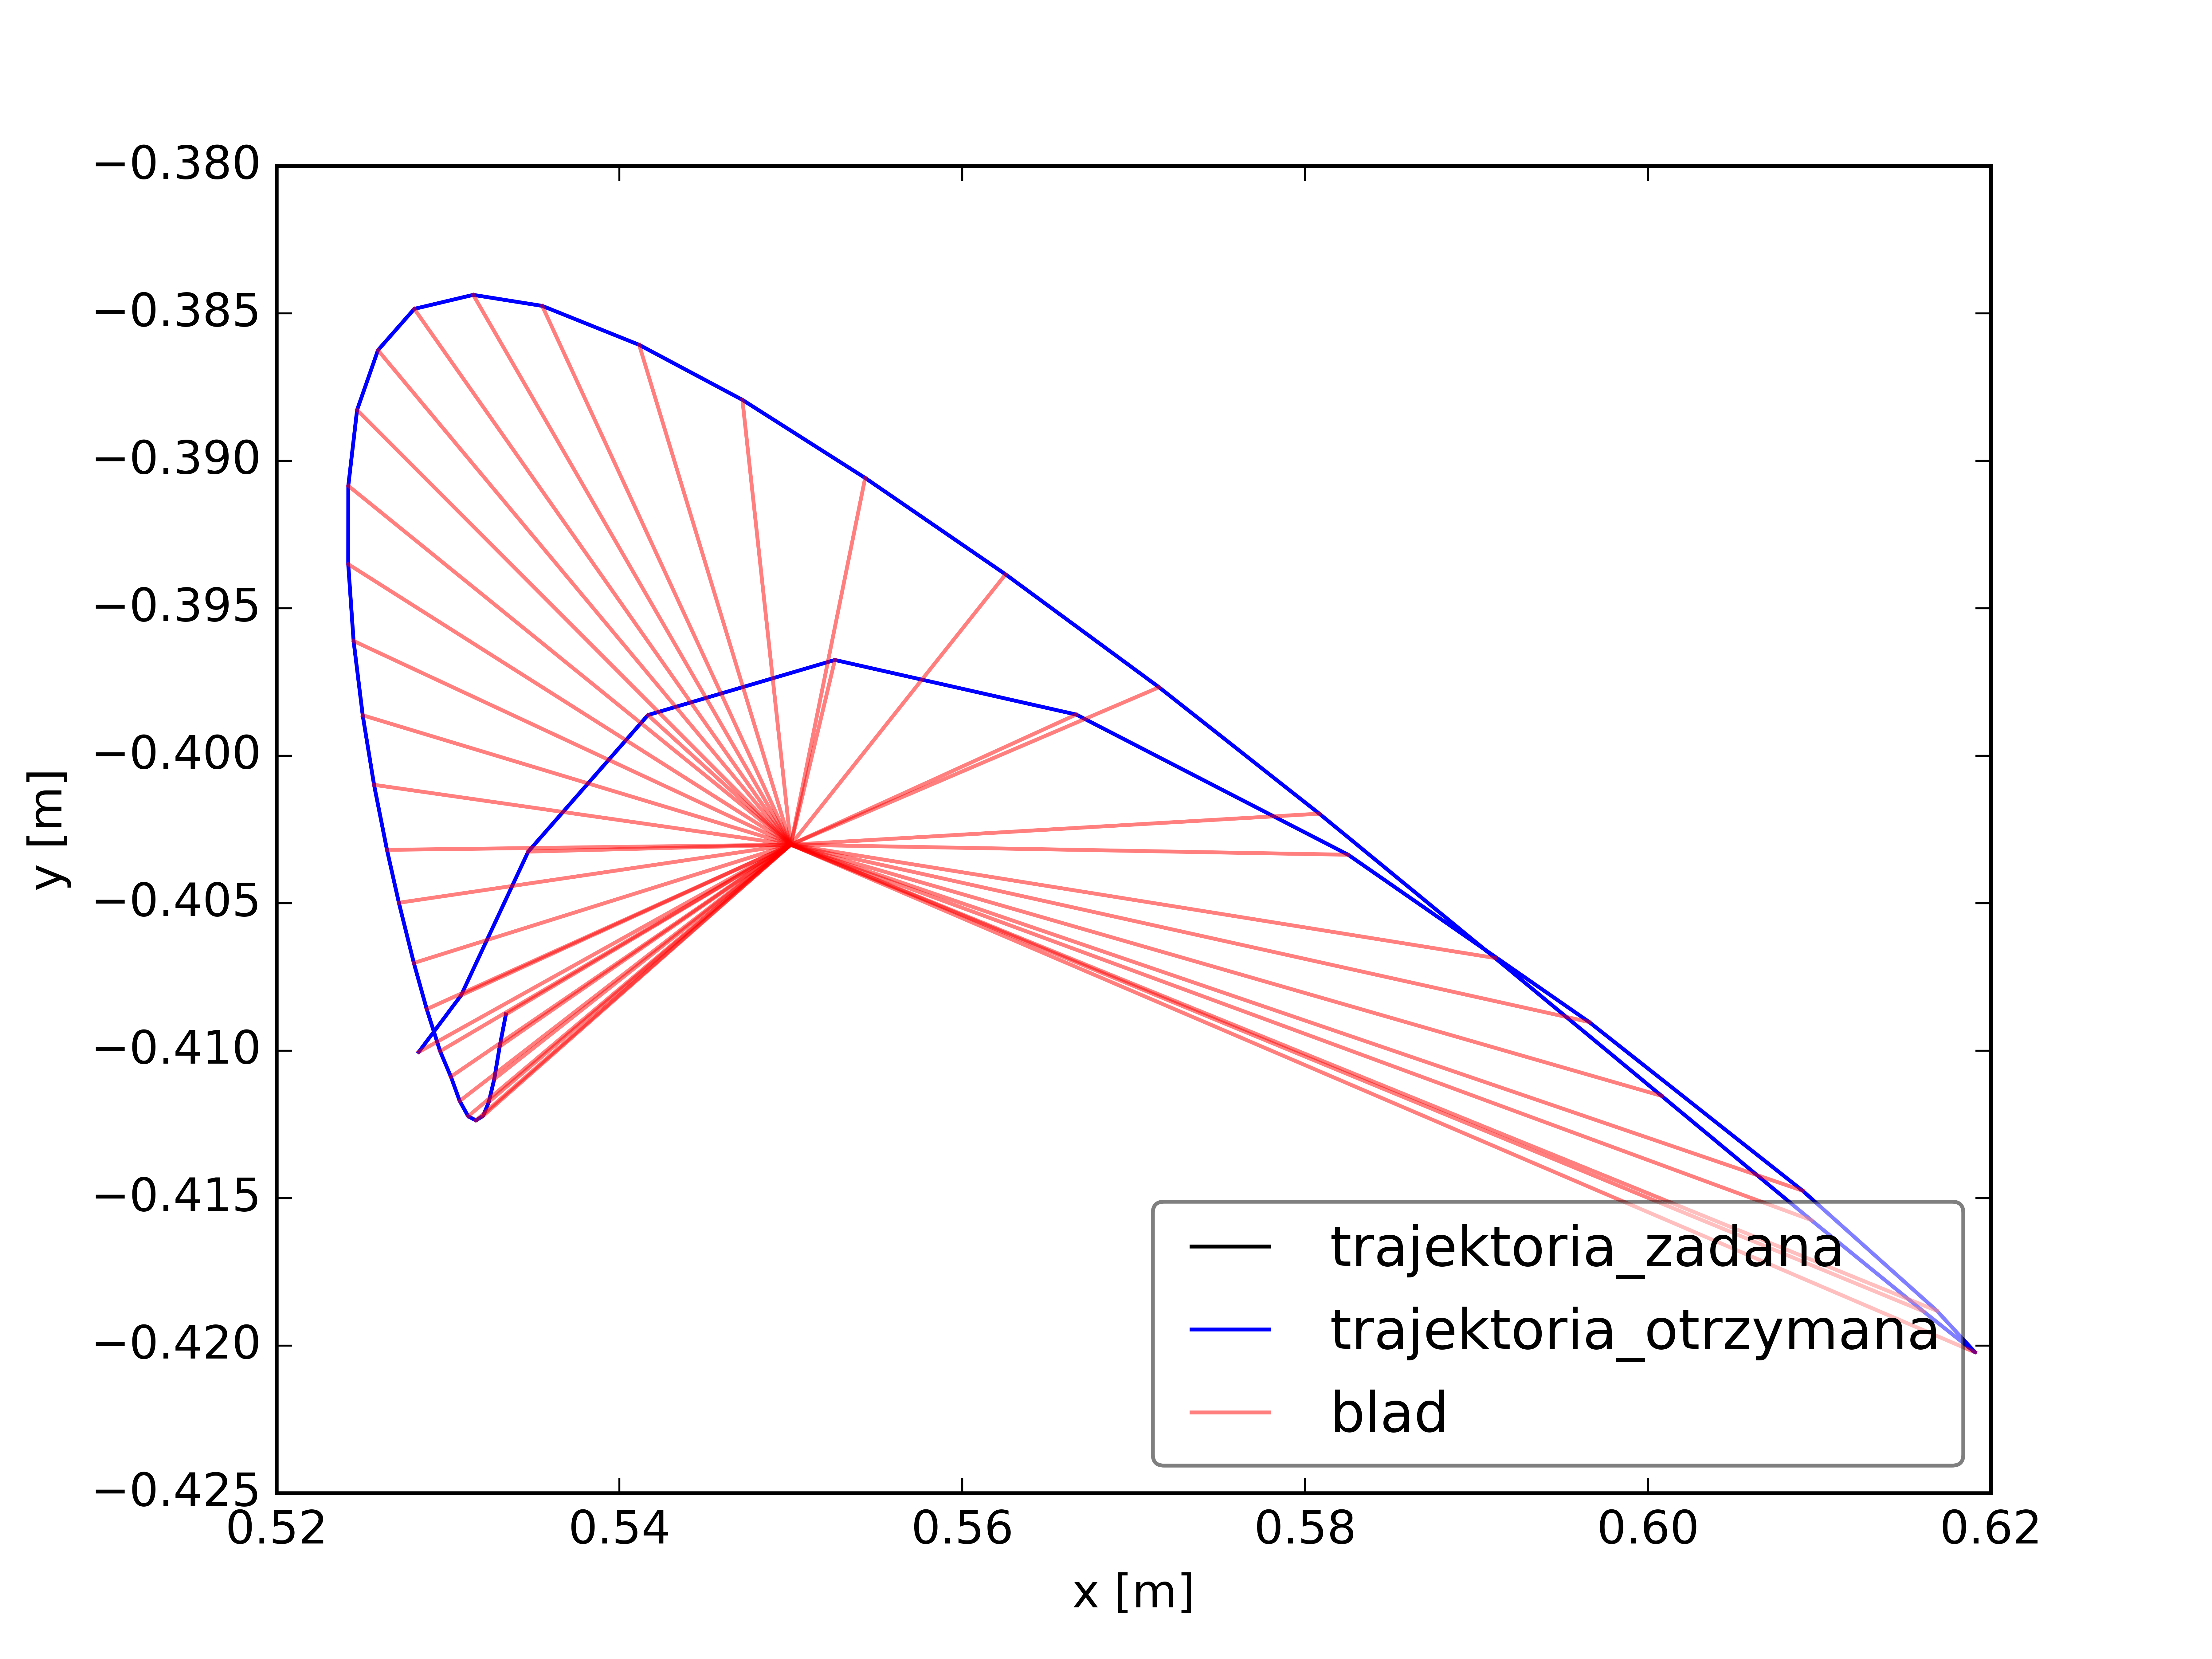 −0.380
−0.385
−0.390
−0.395
−0.400
−0.405
−0.410
−0.415
−0.420
−0.425
y [m]
trajektoria_zadana
trajektoria_otrzymana
blad
0.52 0.54 0.56 0.58 0.60 0.62
x [m]